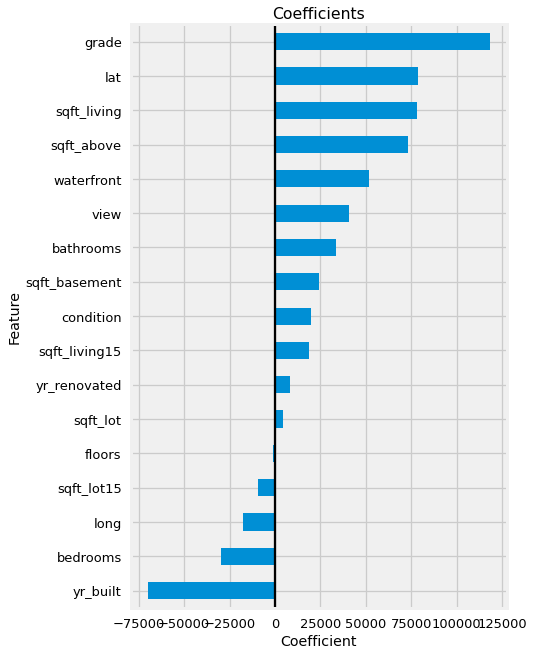 Coefficients
grade
lat
sqft_living
sqft_above
waterfront
view
bathrooms
sqft_basement
condition
sqft_living15
yr_renovated
sqft_lot
floors
sqft_lot15
long
bedrooms
yr_built
Feature
−75000 −50000 −25000 0 25000 50000 75000 100000 125000
Coefficient